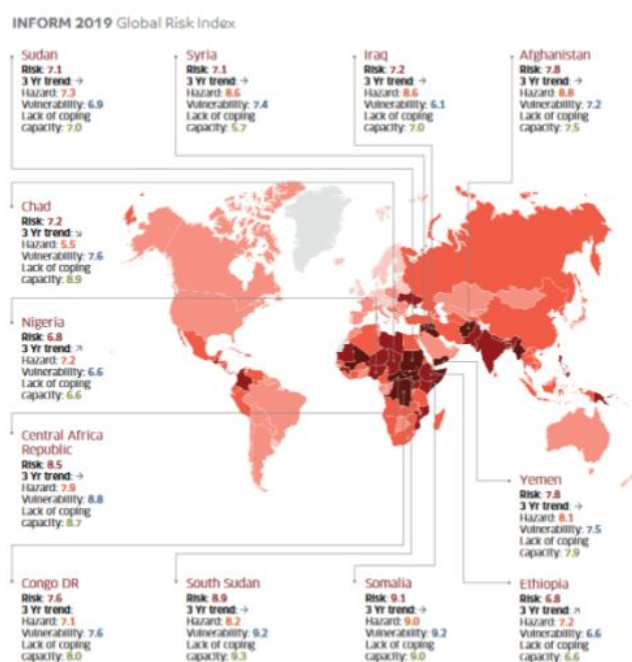 INFORM 2019 Global Risk Index
Sudan
Risk: 7.1
3 Yr trend: →
Hazard: 7.3
Vulnerability: 6.9
Lack of coping
capacity: 7.0
Syria
Risk: 7.1
3 Yr trend: →
Hazard: 8.6
Vulnerability: 7.4
Lack of coping
capacity: 5.7
Iraq
Risk: 7.2
3 Yr trend: →
Hazard: 8.6
Vulnerability: 6.1
Lack of coping
capacity: 7.0
Afghanistan
Risk: 7.8
3 Yr trend: →
Hazard: 8.8
Vulnerability: 7.2
Lack of coping
capacity: 7.5
Chad
Risk: 7.2
3 Yr trend: ↘
Hazard: 5.5
Vulnerability: 7.6
Lack of coping
capacity: 8.9
Nigeria
Risk: 6.8
3 Yr trend: ↗
Hazard: 7.2
Vulnerability: 6.6
Lack of coping
capacity: 6.6
Central Africa
Republic
Risk: 8.5
3 Yr trend: →
Hazard: 7.9
Vulnerability: 8.8
Lack of coping
capacity: 8.7
Yemen
Risk: 7.8
3 Yr trend: →
Hazard: 8.1
Vulnerability: 7.5
Lack of coping
capacity: 7.9
Congo DR
Risk: 7.6
3 Yr trend:
Hazard: 7.1
Vulnerability: 7.6
Lack of coping
capacity: 8.0
South Sudan
Risk: 8.9
3 Yr trend: →
Hazard: 8.2
Vulnerability: 9.2
Lack of coping
capacity: 9.3
Somalia
Risk: 9.1
3 Yr trend: →
Hazard: 9.0
Vulnerability: 9.2
Lack of coping
capacity: 9.0
Ethiopia
Risk: 6.8
3 Yr trend: ↗
Hazard: 7.2
Vulnerability: 6.6
Lack of coping
capacity: 6.6